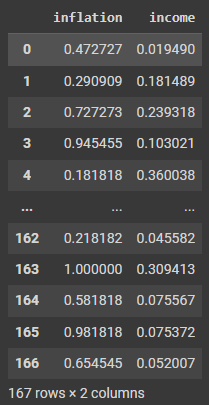 inflation income
0 0.472727 0.019490
1 0.290909 0.181489
2 0.727273 0.239318
3 0.945455 0.103021
4 0.181818 0.360038
... ... ...
162 0.218182 0.045582
163 1.000000 0.309413
164 0.581818 0.075567
165 0.981818 0.075372
166 0.654545 0.052007
167 rows × 2 columns